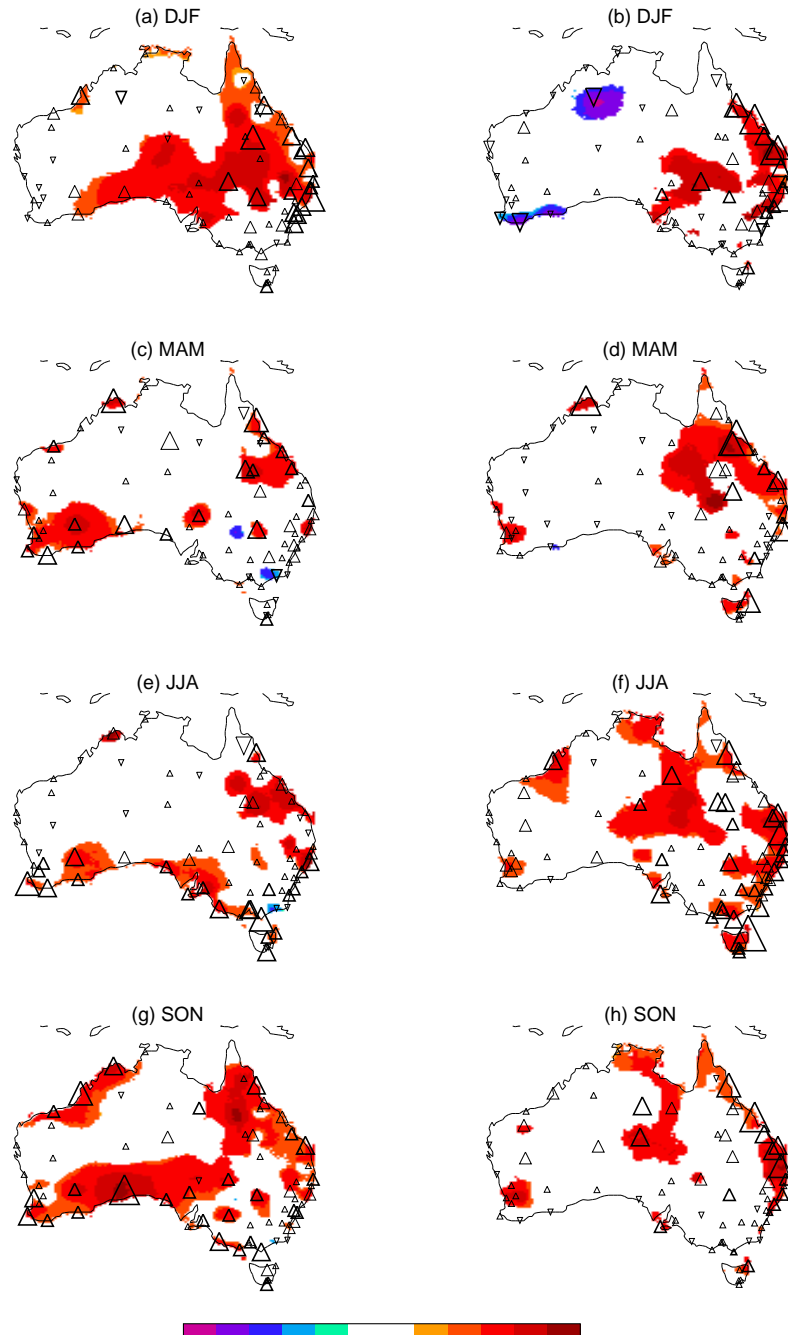 (a) DJF
(b) DJF
(c) MAM
(d) MAM
(e) JJA
(f) JJA
(g) SON
(h) SON